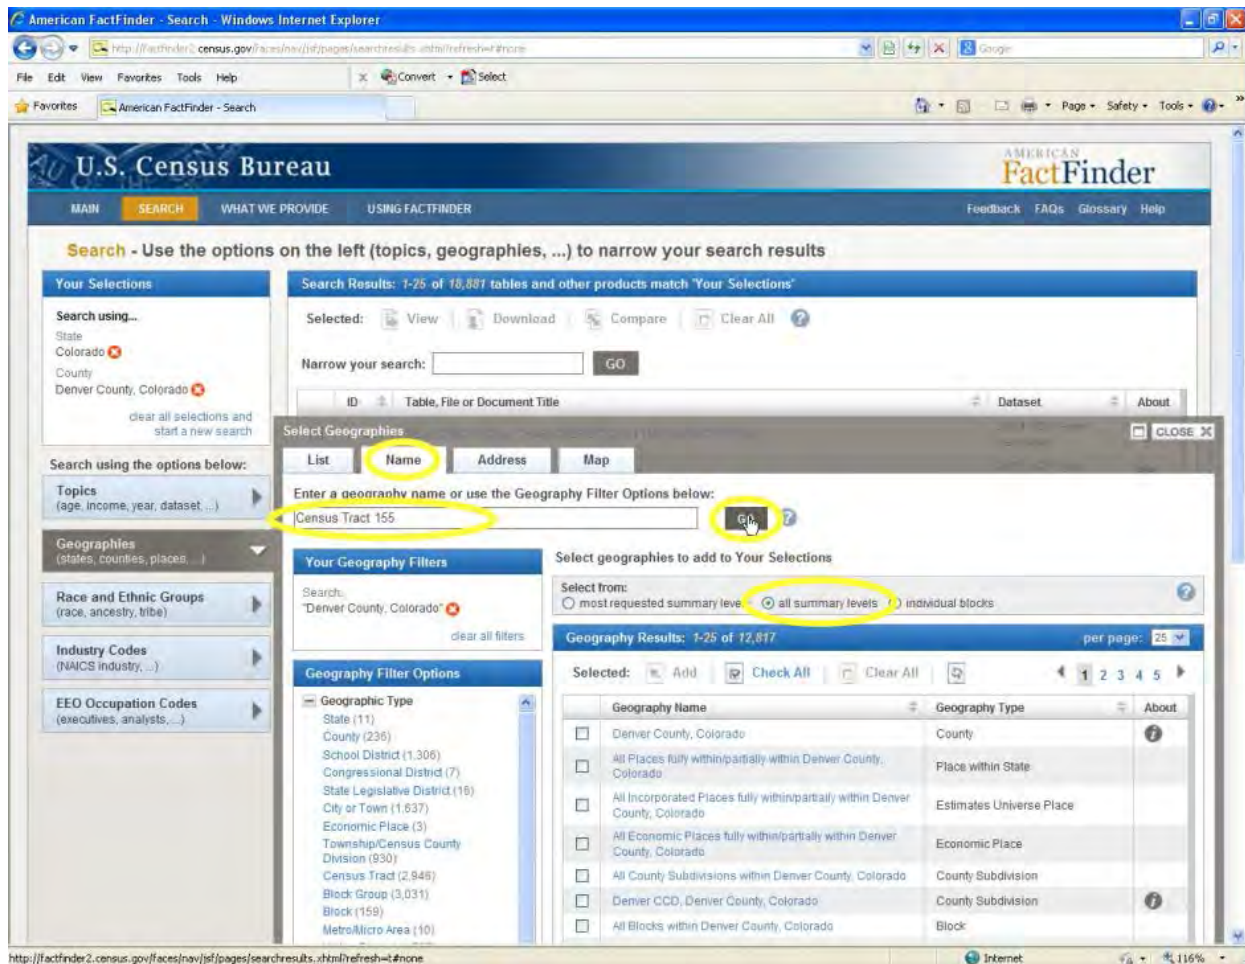 American FactFinder - Search - Windows Internet Explorer
census.gov
Google
File Edit View Favorites Tools Help
x Convert Select
Favorites American FactFinder - Search
Page Safety Tools
U.S. Census Bureau
AMERICAN
FactFinder
MAIN SEARCH WHAT WE PROVIDE USING FACTFINDER Feedback FAQs Glossary Help
Search - Use the options on the left (topics, geographies, ...) to narrow your search results
Your Selections
Search using...
State
Colorado
County
Denver County, Colorado
clear all selections and
start a new search
Search Results: 1-25 of 18,881 tables and other products match 'Your Selections'
Selected: View Download Compare Clear All
Narrow your search: GO
ID Table, File or Document Title Dataset About
Search using the options below:
Topics
(age, income, year, dataset, ...)
Geographies
(states, counties, places, ...)
Race and Ethnic Groups
(race, ancestry, tribe)
Industry Codes
(NAICS industry, ...)
EEO Occupation Codes
(executives, analysts, ...)
Select Geographies CLOSE X
List Name Address Map
Enter a geography name or use the Geography Filter Options below:
Census Tract 155 GO
Your Geography Filters
Search:
"Denver County, Colorado"
clear all filters
Geography Filter Options
Geographic Type
State (11)
County (236)
School District (1,306)
Congressional District (7)
State Legislative District (16)
City or Town (1,637)
Economic Place (3)
Township/Census County
Division (930)
Census Tract (2,946)
Block Group (3,031)
Block (159)
Metro/Micro Area (10)
Select geographies to add to Your Selections
Select from:
most requested summary levels all summary levels individual blocks
Geography Results: 1-25 of 12,817 per page: 25
Selected: Add Check All Clear All 1 2 3 4 5
Geography Name Geography Type About
Denver County, Colorado County
All Places fully within/partially within Denver County,
Colorado Place within State
All Incorporated Places fully within/partially within Denver
County, Colorado Estimates Universe Place
All Economic Places fully within/partially within Denver
County, Colorado Economic Place
All County Subdivisions within Denver County, Colorado County Subdivision
Denver CCD, Denver County, Colorado County Subdivision
All Blocks within Denver County, Colorado Block
http://factfinder2.census.gov/faces/nav/jsf/pages/searchresults.xhtml?refresh=t#none Internet 116%